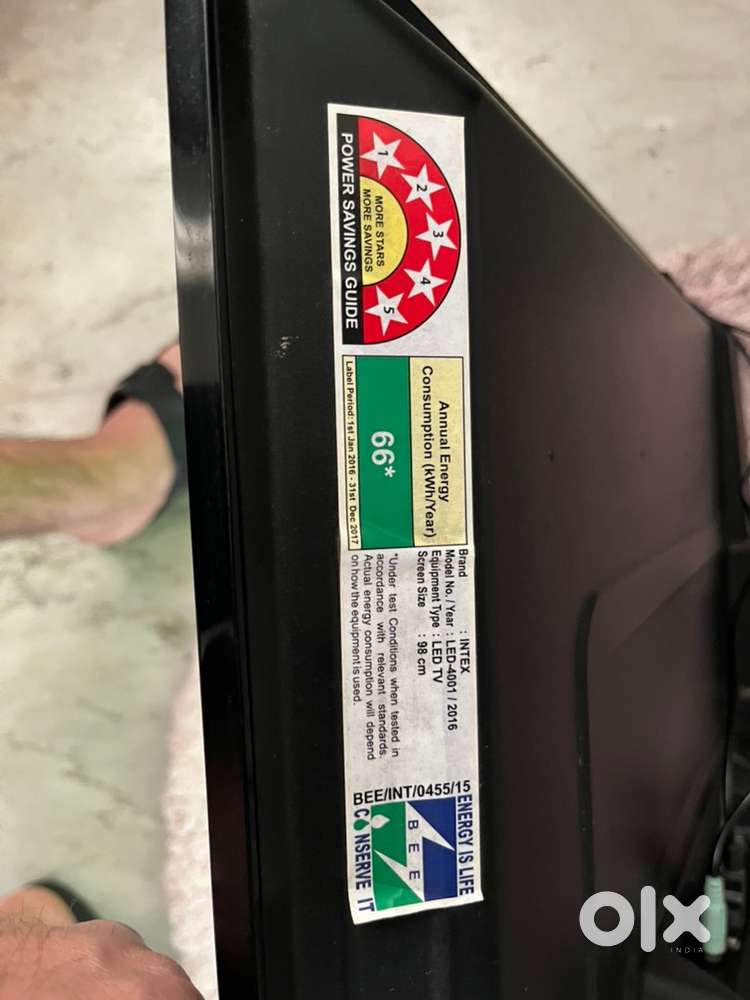 1
2
3
4
5
MORE STARS
MORE SAVINGS
POWER SAVINGS GUIDE
Annual Energy
Consumption (kWh/Year)
66*
Label Period: 1st Jan 2016 - 31st Dec 2017
Brand : INTEX
Model No. / Year : LED-4001 / 2016
Equipment Type : LED TV
Screen Size : 98 cm
*Under test Conditions when tested in
accordance with relevant standards.
Actual energy consumption will depend
on how the equipment is used.
BEE/INT/0455/15
ENERGY IS LIFE
BEE
CONSERVE IT
olx
INDIA